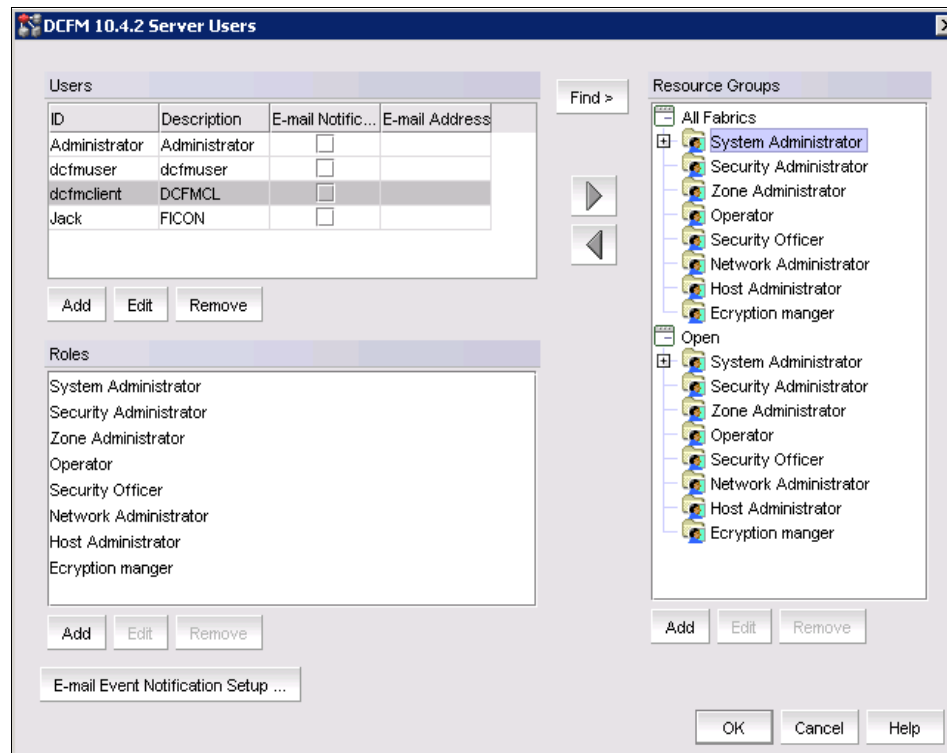 DCFM 10.4.2 Server Users
Users
ID Description E-mail Notific... E-mail Address
Administrator Administrator
dcfmuser dcfmuser
dcfmclient DCFMCL
Jack FICON
Add Edit Remove
Roles
System Administrator
Security Administrator
Zone Administrator
Operator
Security Officer
Network Administrator
Host Administrator
Ecryption manger
Add Edit Remove
E-mail Event Notification Setup ...
Find >
Resource Groups
All Fabrics
System Administrator
Security Administrator
Zone Administrator
Operator
Security Officer
Network Administrator
Host Administrator
Ecryption manger
Open
System Administrator
Security Administrator
Zone Administrator
Operator
Security Officer
Network Administrator
Host Administrator
Ecryption manger
Add Edit Remove
OK Cancel Help